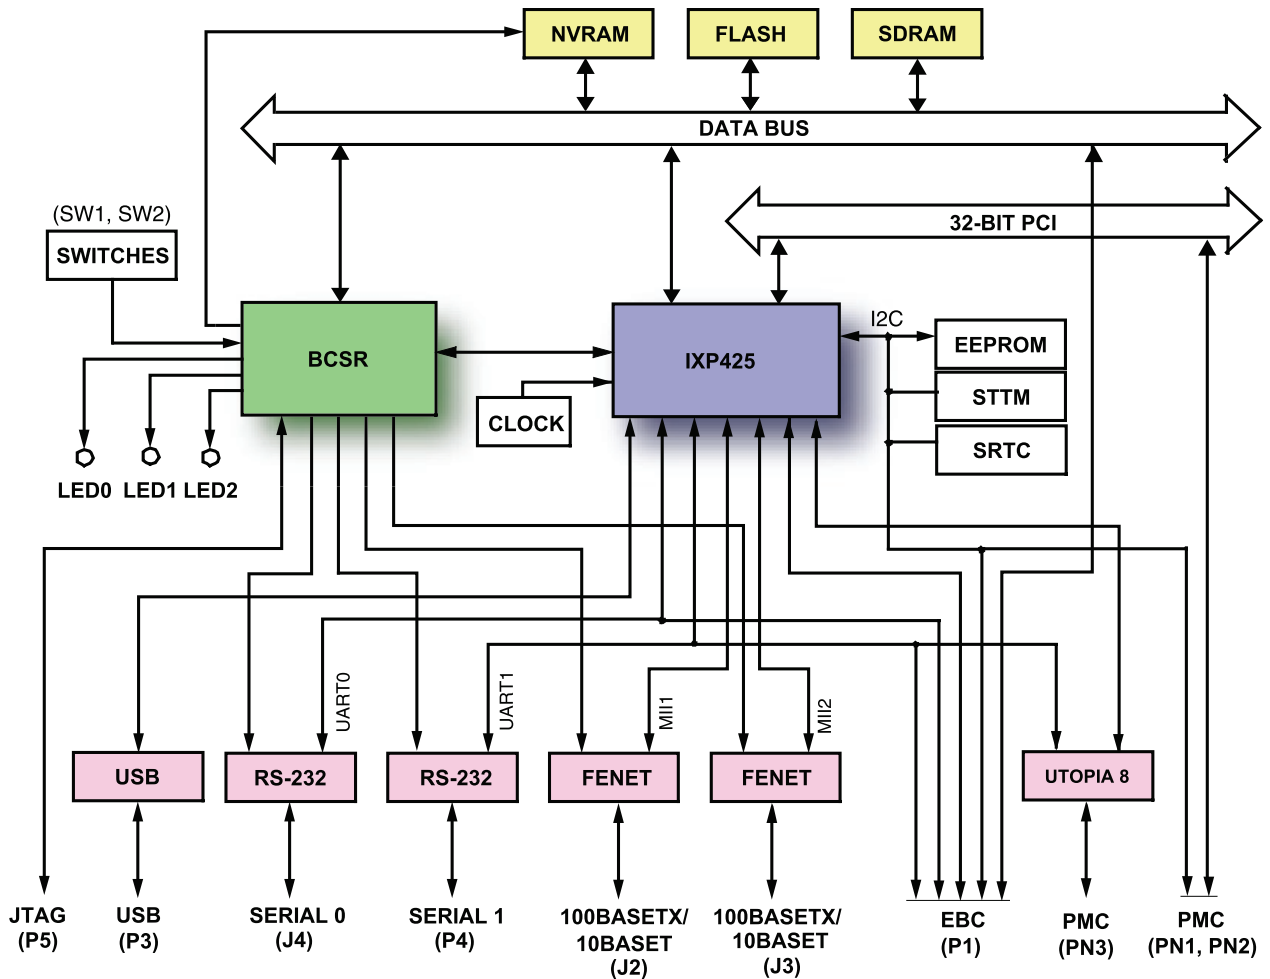 NVRAM
FLASH
SDRAM
DATA BUS
32-BIT PCI
(SW1, SW2)
SWITCHES
BCSR
IXP425
CLOCK
I2C
EEPROM
STTM
SRTC
LED0
LED1
LED2
UART0
UART1
MII1
MII2
USB
RS-232
RS-232
FENET
FENET
UTOPIA 8
JTAG
(P5)
USB
(P3)
SERIAL 0
(J4)
SERIAL 1
(P4)
100BASETX/
10BASET
(J2)
100BASETX/
10BASET
(J3)
EBC
(P1)
PMC
(PN3)
PMC
(PN1, PN2)